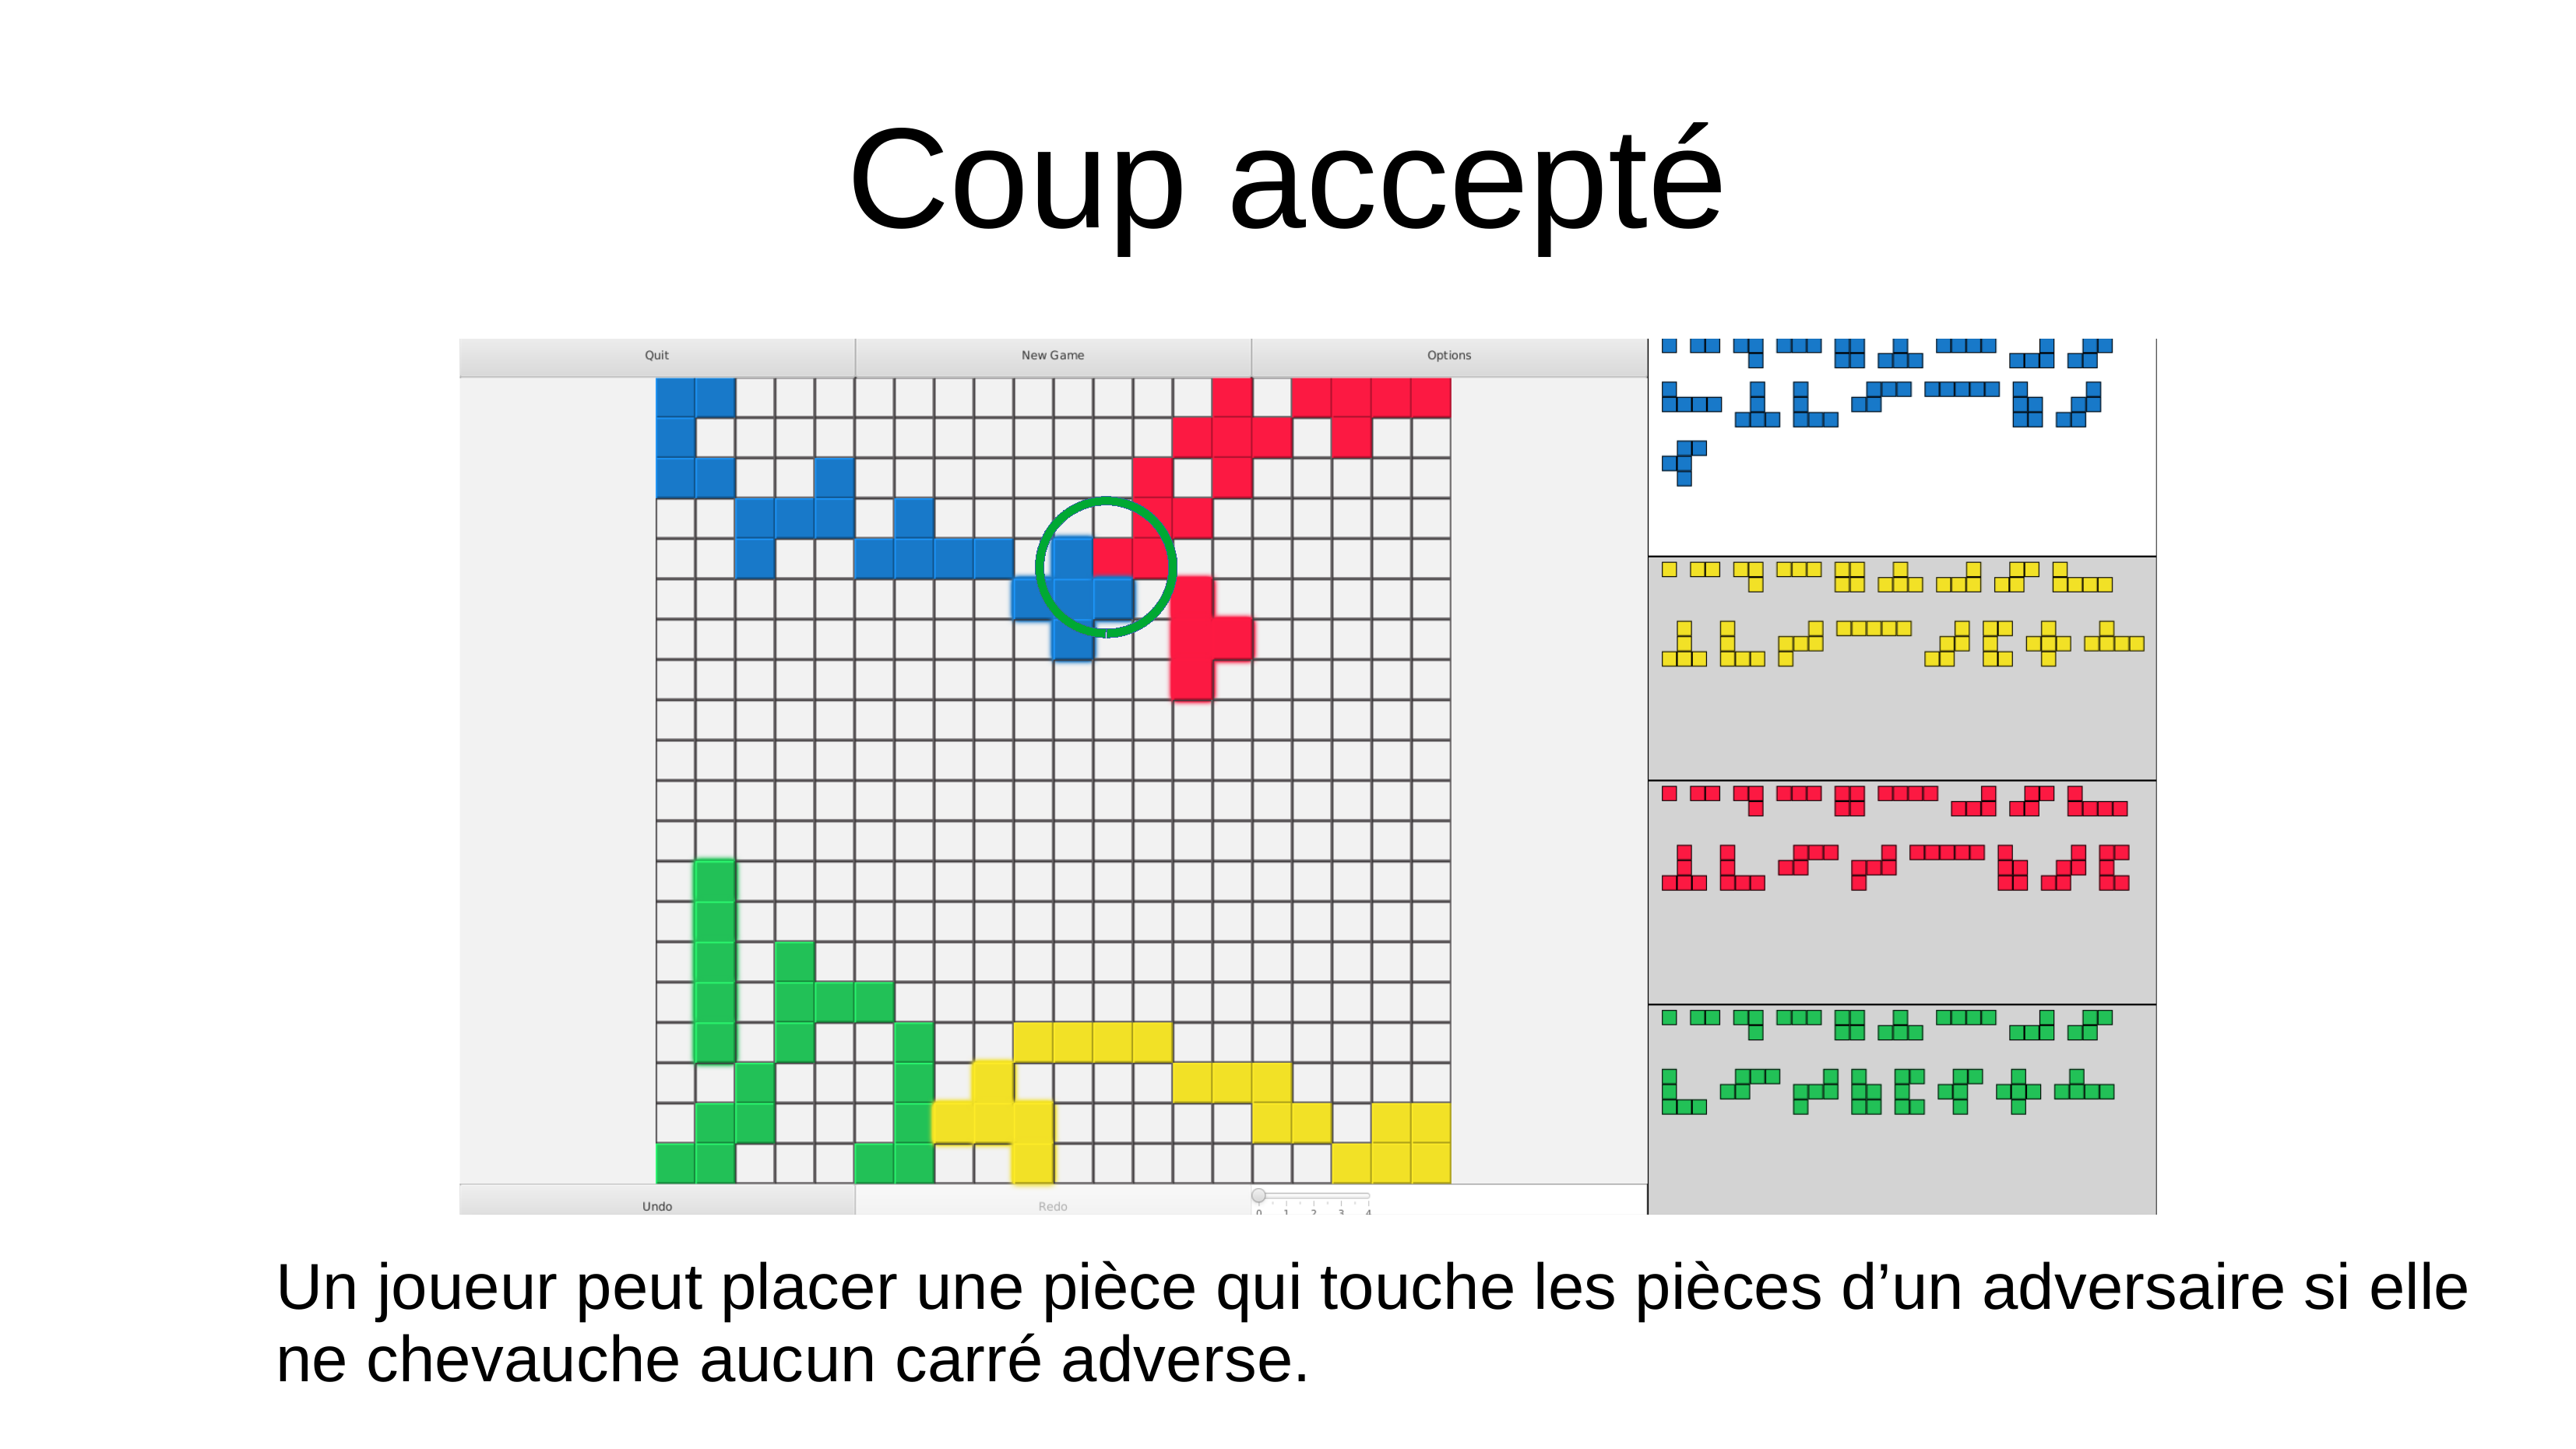 Coup accepté
Quit
New Game
Options
Undo
Redo
0 1 2 3 4
Un joueur peut placer une pièce qui touche les pièces d’un adversaire si elle
ne chevauche aucun carré adverse.